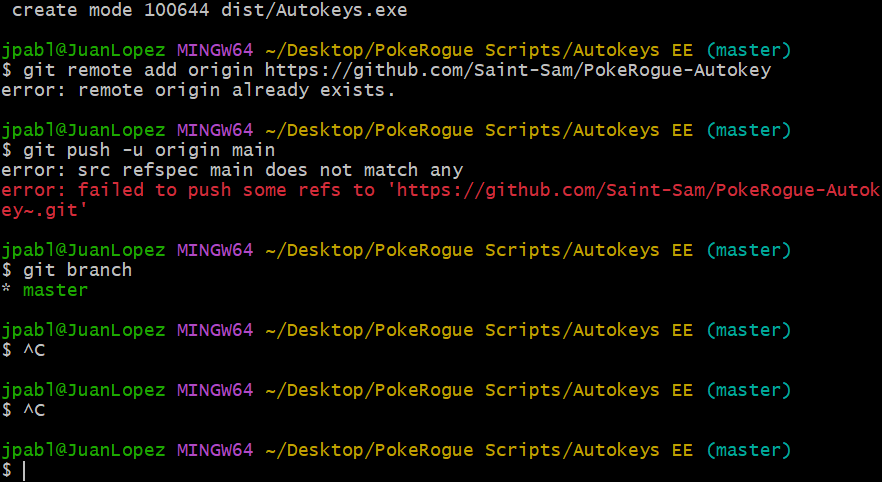 create mode 100644 dist/Autokeys.exe
jpabl@JuanLopez MINGW64 ~/Desktop/PokeRogue Scripts/Autokeys EE (master)
$ git remote add origin https://github.com/Saint-Sam/PokeRogue-Autokey
error: remote origin already exists.
jpabl@JuanLopez MINGW64 ~/Desktop/PokeRogue Scripts/Autokeys EE (master)
$ git push -u origin main
error: src refspec main does not match any
error: failed to push some refs to 'https://github.com/Saint-Sam/PokeRogue-Autok
ey~.git'
jpabl@JuanLopez MINGW64 ~/Desktop/PokeRogue Scripts/Autokeys EE (master)
$ git branch
* master
jpabl@JuanLopez MINGW64 ~/Desktop/PokeRogue Scripts/Autokeys EE (master)
$ ^C
jpabl@JuanLopez MINGW64 ~/Desktop/PokeRogue Scripts/Autokeys EE (master)
$ ^C
jpabl@JuanLopez MINGW64 ~/Desktop/PokeRogue Scripts/Autokeys EE (master)
$